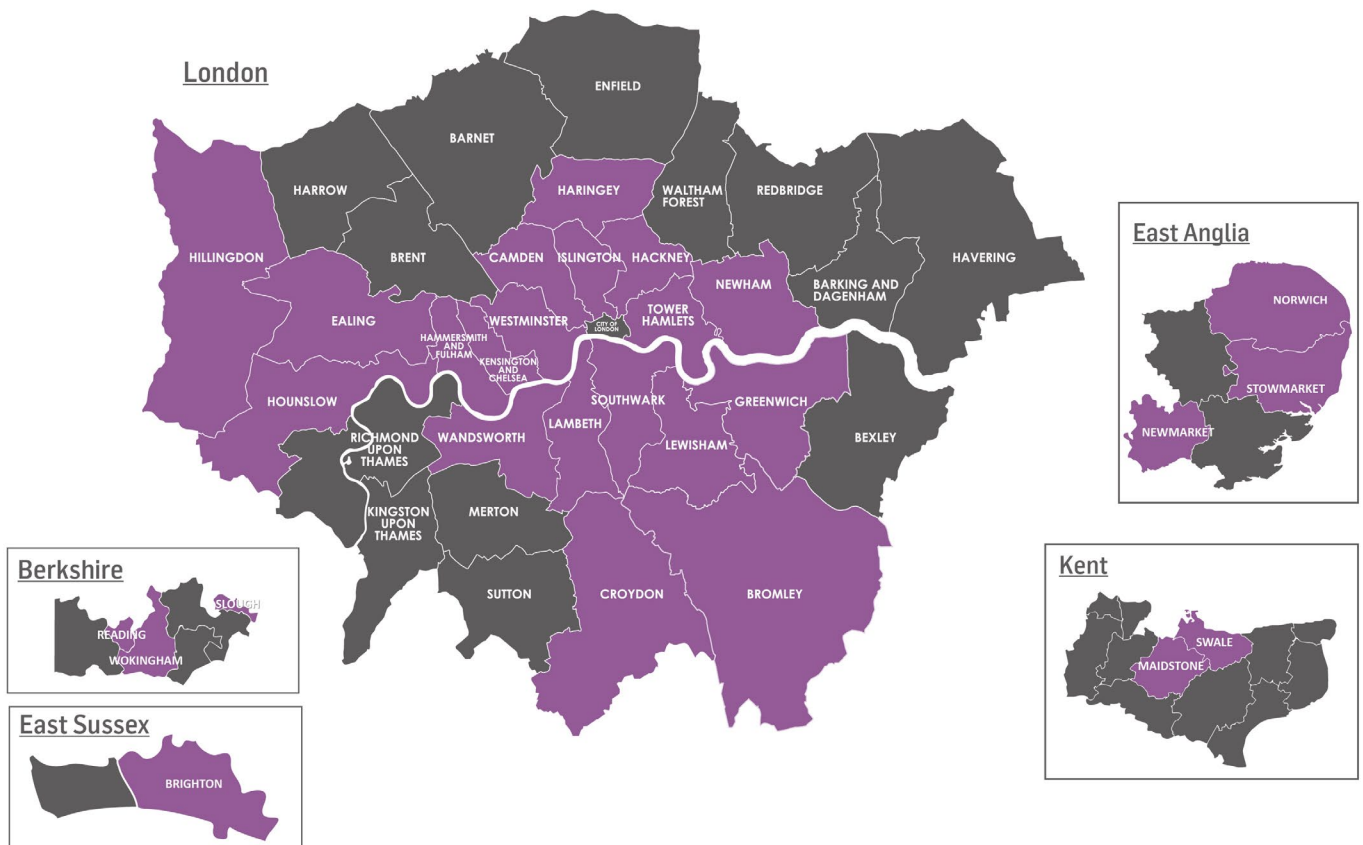 London
ENFIELD
BARNET
HARROW
HARINGEY
WALTHAM
FOREST
REDBRIDGE
HILLINGDON
BRENT
CAMDEN
ISLINGTON
HACKNEY
NEWHAM
BARKING AND
DAGENHAM
HAVERING
EALING
HAMMERSMITH
AND
FULHAM
WESTMINSTER
KENSINGTON
AND
CHELSEA
CITY OF
LONDON
TOWER
HAMLETS
HOUNSLOW
RICHMOND
UPON
THAMES
WANDSWORTH
LAMBETH
SOUTHWARK
LEWISHAM
GREENWICH
BEXLEY
KINGSTON
UPON
THAMES
MERTON
SUTTON
CROYDON
BROMLEY
East Anglia
NORWICH
STOWMARKET
NEWMARKET
Berkshire
SLOUGH
READING
WOKINGHAM
Kent
SWALE
MAIDSTONE
East Sussex
BRIGHTON